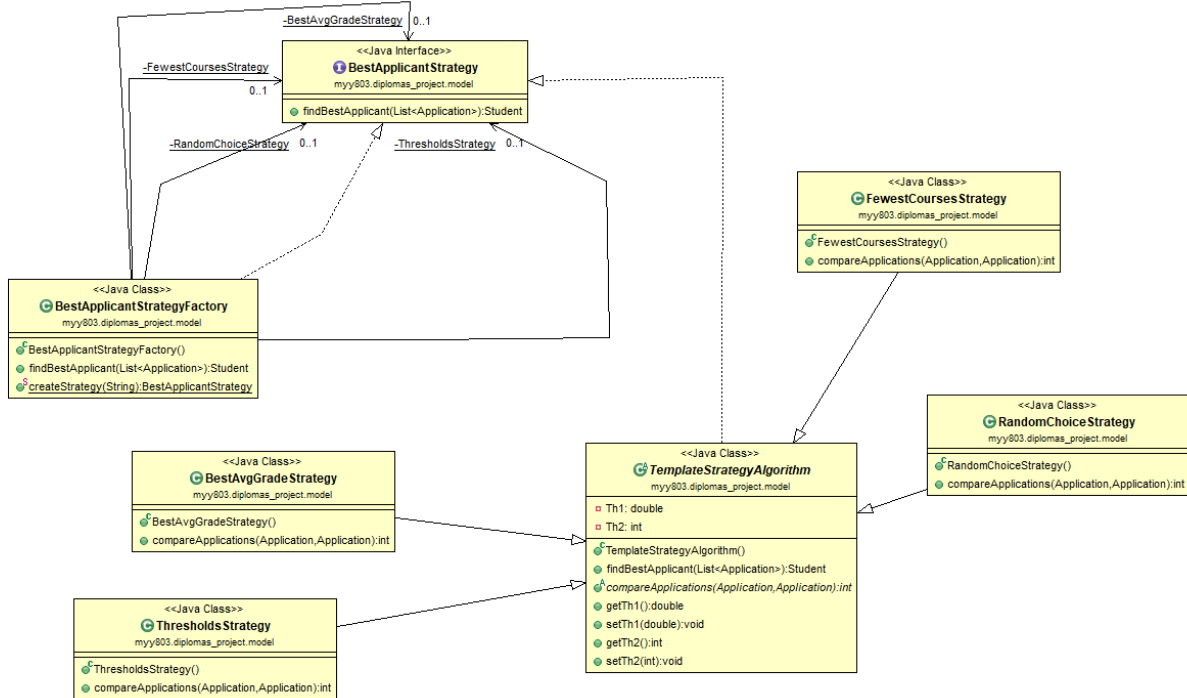 -BestAvgGradeStrategy 0..1
<<Java Interface>>
BestApplicantStrategy
myy803.diplomas_project.model
findBestApplicant(List<Application>):Student
-FewestCoursesStrategy
0..1
-RandomChoiceStrategy 0..1
-ThresholdsStrategy 0..1
<<Java Class>>
FewestCoursesStrategy
myy803.diplomas_project.model
FewestCoursesStrategy()
compareApplications(Application,Application):int
<<Java Class>>
BestApplicantStrategyFactory
myy803.diplomas_project.model
BestApplicantStrategyFactory()
findBestApplicant(List<Application>):Student
createStrategy(String):BestApplicantStrategy
<<Java Class>>
RandomChoiceStrategy
myy803.diplomas_project.model
RandomChoiceStrategy()
compareApplications(Application,Application):int
<<Java Class>>
BestAvgGradeStrategy
myy803.diplomas_project.model
BestAvgGradeStrategy()
compareApplications(Application,Application):int
<<Java Class>>
TemplateStrategyAlgorithm
myy803.diplomas_project.model
Th1: double
Th2: int
TemplateStrategyAlgorithm()
findBestApplicant(List<Application>):Student
compareApplications(Application,Application):int
getTh1():double
setTh1(double):void
getTh2():int
setTh2(int):void
<<Java Class>>
ThresholdsStrategy
myy803.diplomas_project.model
ThresholdsStrategy()
compareApplications(Application,Application):int